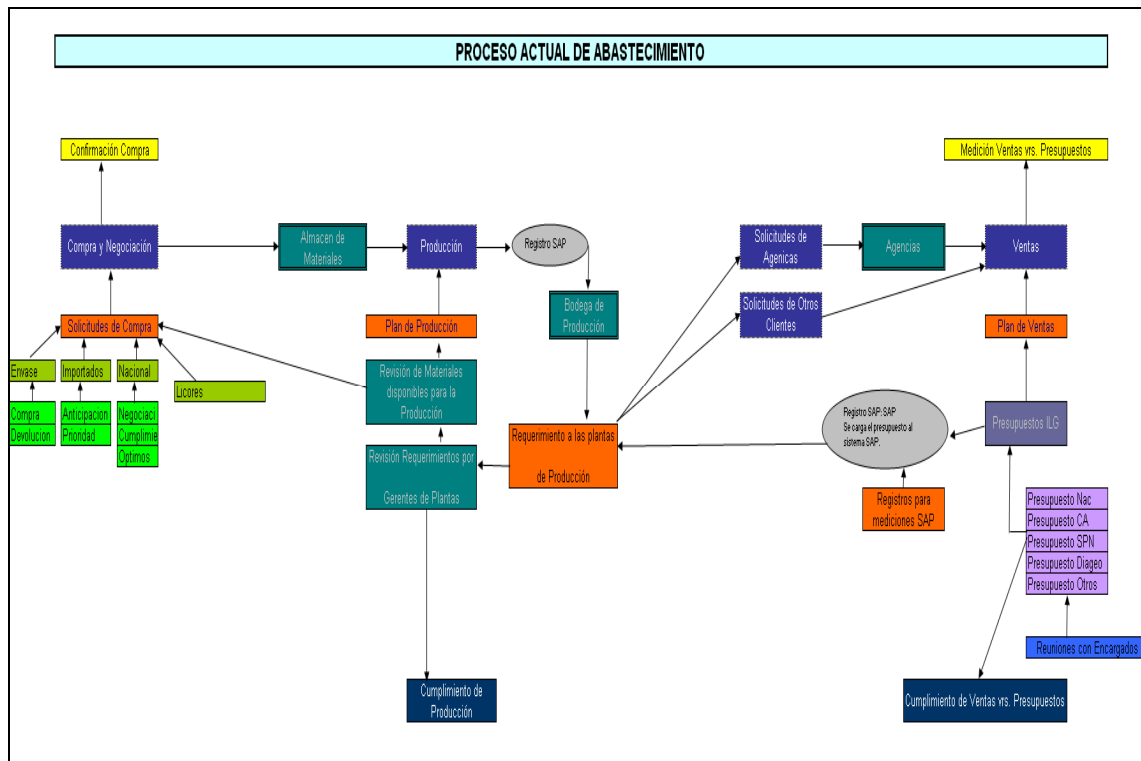 PROCESO ACTUAL DE ABASTECIMIENTO
Confirmación Compra
Medición Ventas vrs. Presupuestos
Compra y Negociación
Almacen de
Materiales
Producción
Registro SAP
Solicitudes de
Agenicas
Agencias
Ventas
Bodega de
Producción
Solicitudes de Otros
Clientes
Solicitudes de Compra
Plan de Producción
Plan de Ventas
Envase
Importados
Nacional
Licores
Revisión de Materiales
disponibles para la
Producción
Compra
Devolucion
Anticipacion
Prioridad
Negociaci
Cumplimie
Optimos
Registro SAP: SAP
Se carga el presupuesto al
sistema SAP.
Presupuestos ILG
Requerimiento a las plantas
de Producción
Revisión Requerimientos por
Gerentes de Plantas
Registros para
mediciones SAP
Presupuesto Nac
Presupuesto CA
Presupuesto SPN
Presupuesto Diageo
Presupuesto Otros
Reuniones con Encargados
Cumplimiento de
Producción
Cumplimiento de Ventas vrs. Presupuestos